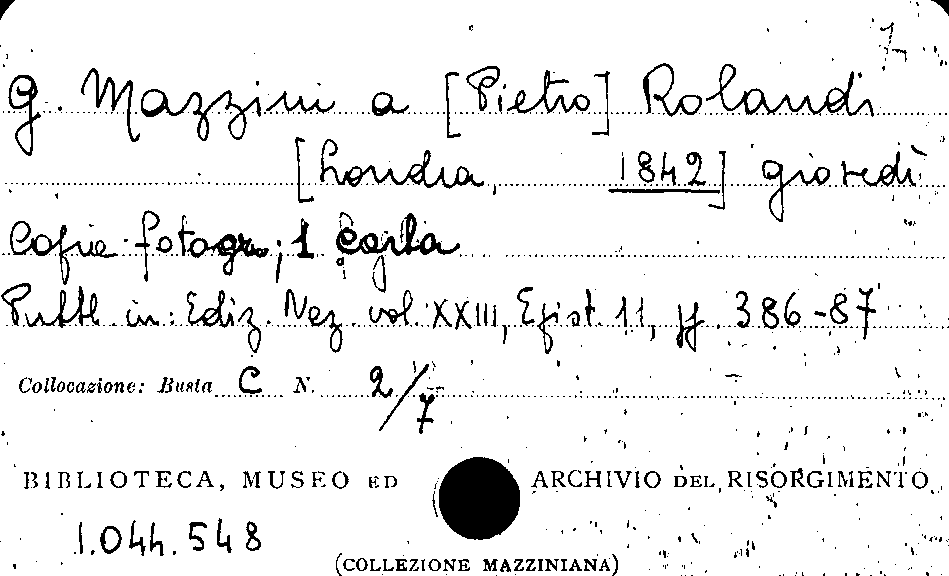 7
G. Mazzini a [Pietro] Rolandi
[Londra, 1842] giovedì
Copia fotogr.; 1 carta
Pubbl. in: Ediz. Naz. vol. XXIII, Epist. 11, pp. 386-87
Collocazione: Busta C N. 2/7
BIBLIOTECA, MUSEO ED ARCHIVIO DEL RISORGIMENTO
1.044.548
(COLLEZIONE MAZZINIANA)